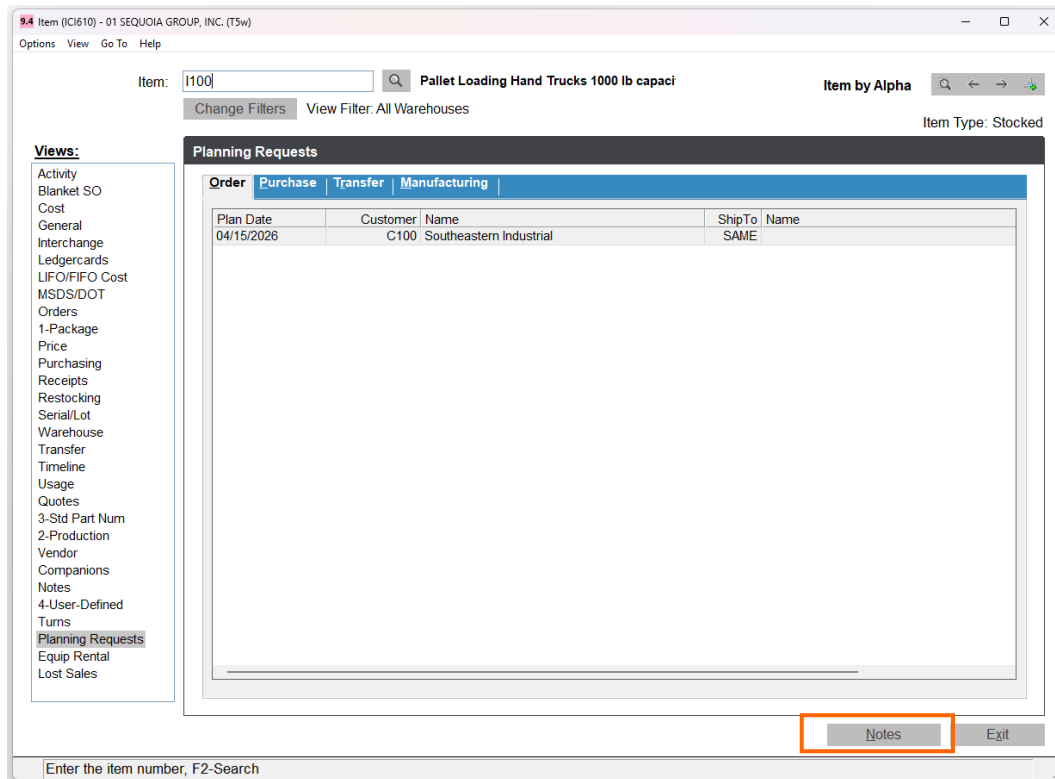 9.4 Item (ICI610) - 01 SEQUOIA GROUP, INC. (T5w)
Options View Go To Help
Item: I100 Pallet Loading Hand Trucks 1000 lb capaci
Item by Alpha
Change Filters View Filter: All Warehouses
Item Type: Stocked
Views:
Planning Requests
Activity
Blanket SO
Cost
General
Interchange
Ledgercards
LIFO/FIFO Cost
MSDS/DOT
Orders
1-Package
Price
Purchasing
Receipts
Restocking
Serial/Lot
Warehouse
Transfer
Timeline
Usage
Quotes
3-Std Part Num
2-Production
Vendor
Companions
Notes
4-User-Defined
Turns
Planning Requests
Equip Rental
Lost Sales
Order Purchase Transfer Manufacturing
Plan Date Customer Name ShipTo Name
04/15/2026 C100 Southeastern Industrial SAME
Notes Exit
Enter the item number, F2-Search